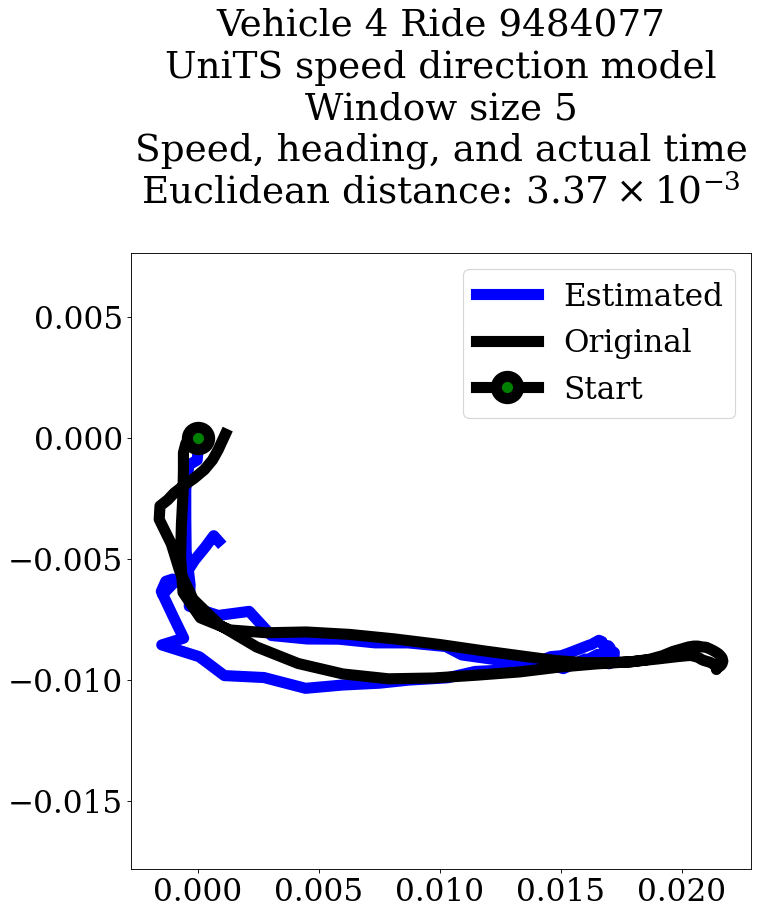 Vehicle 4 Ride 9484077
UniTS speed direction model
Window size 5
Speed, heading, and actual time
Euclidean distance: 3.37 × 10⁻³
Estimated
Original
Start
0.005
0.000
−0.005
−0.010
−0.015
0.000 0.005 0.010 0.015 0.020